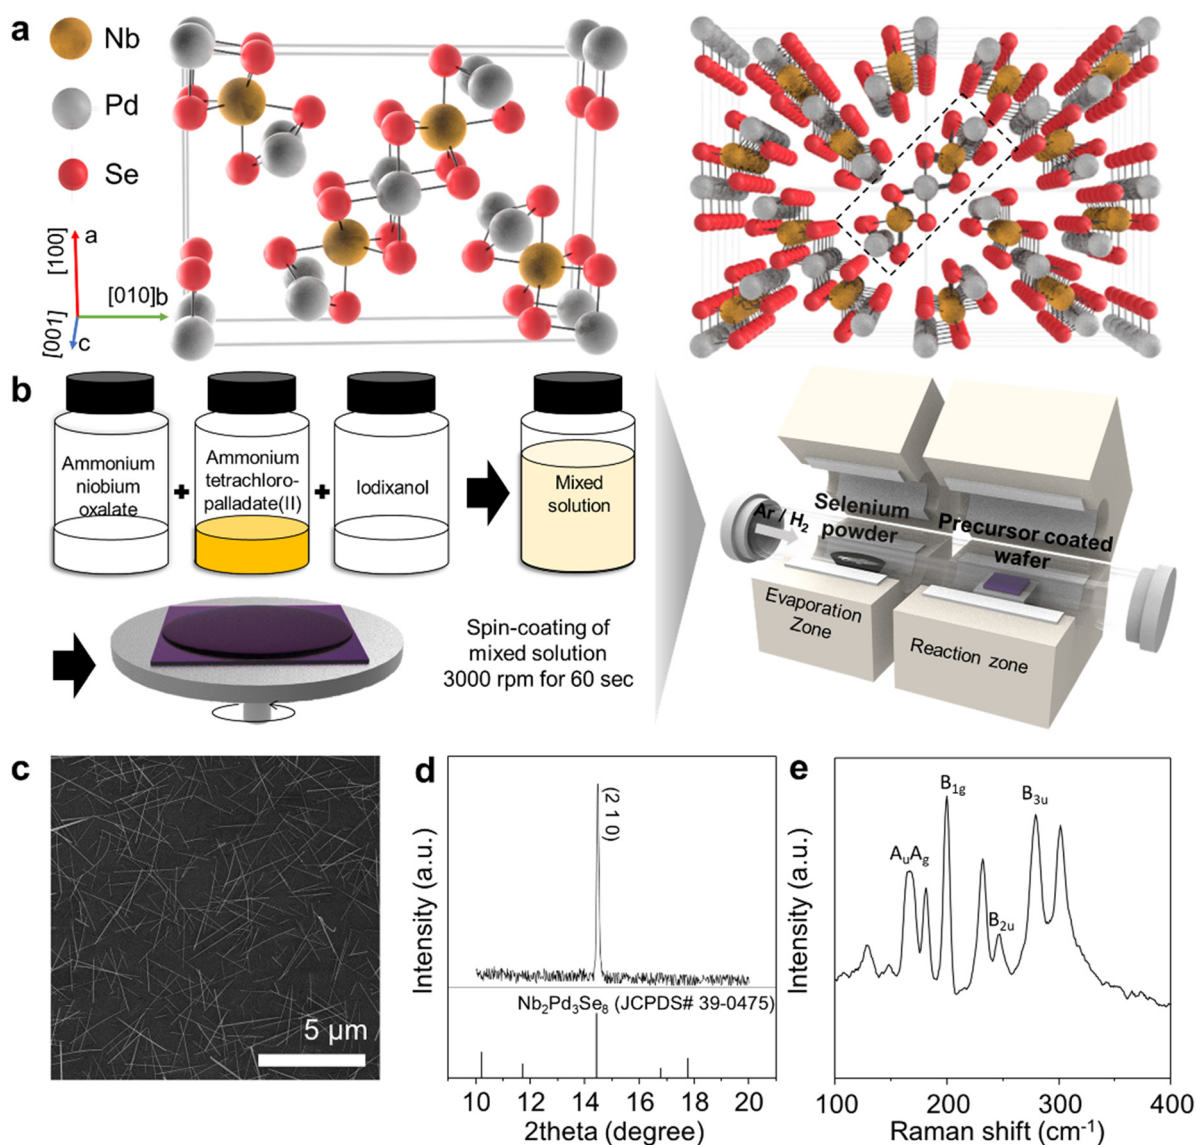 a
Nb
Pd
Se
[100]
a
[010]b
[001]
c
b
Ammonium
niobium
oxalate
+
Ammonium
tetrachloro-
palladate(II)
+
Iodixanol
Mixed
solution
Spin-coating of
mixed solution
3000 rpm for 60 sec
Ar / H₂
Selenium
powder
Precursor coated
wafer
Evaporation
Zone
Reaction zone
c
5 μm
d
Intensity (a.u.)
(2 1 0)
Nb₂Pd₃Se₈ (JCPDS# 39-0475)
10 12 14 16 18 20
2theta (degree)
e
Intensity (a.u.)
AᵤA₉
B₁g
B₂ᵤ
B₃ᵤ
100 200 300 400
Raman shift (cm⁻¹)